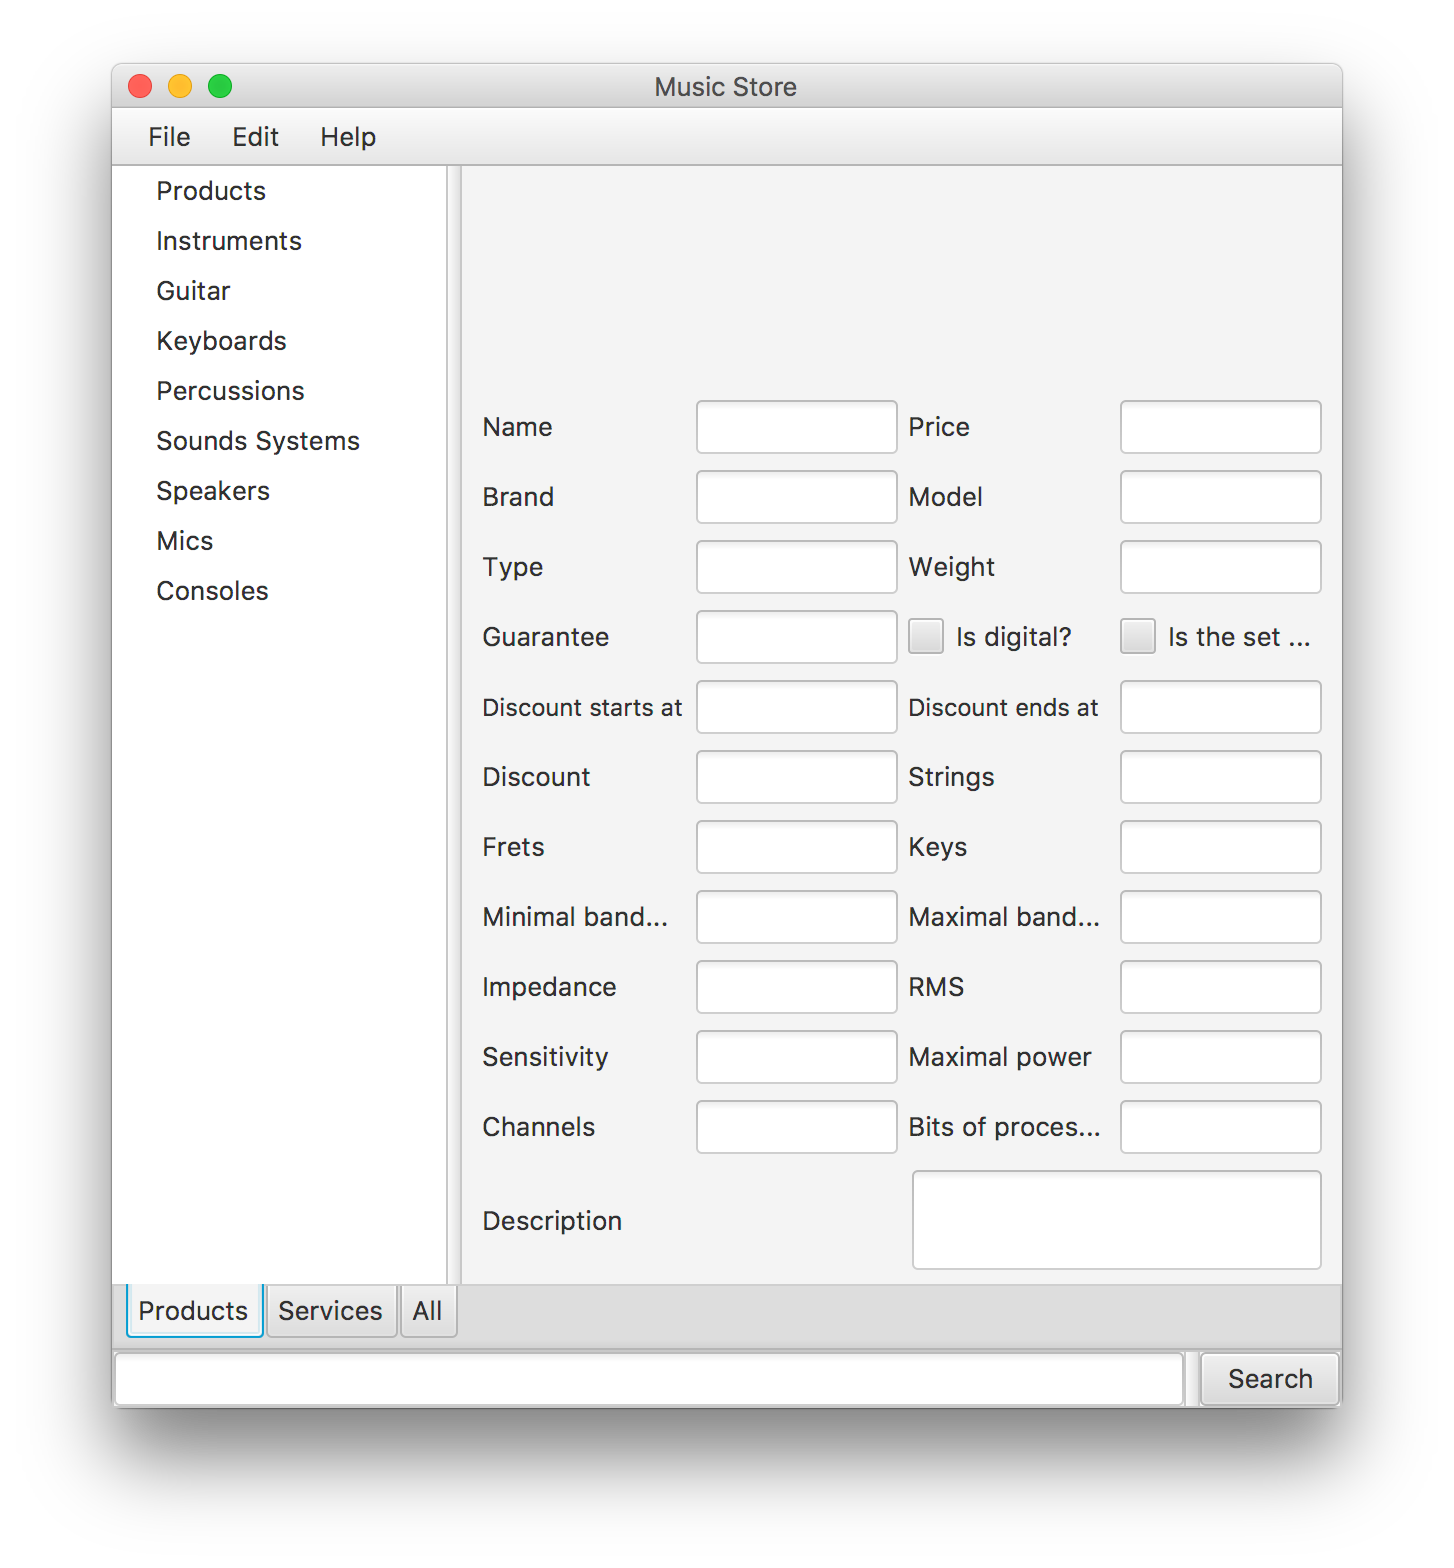 Music Store
File Edit Help
Products
Instruments
Guitar
Keyboards
Percussions
Sounds Systems
Speakers
Mics
Consoles
Name Price
Brand Model
Type Weight
Guarantee Is digital? Is the set ...
Discount starts at Discount ends at
Discount Strings
Frets Keys
Minimal band... Maximal band...
Impedance RMS
Sensitivity Maximal power
Channels Bits of proces...
Description
Products Services All
Search